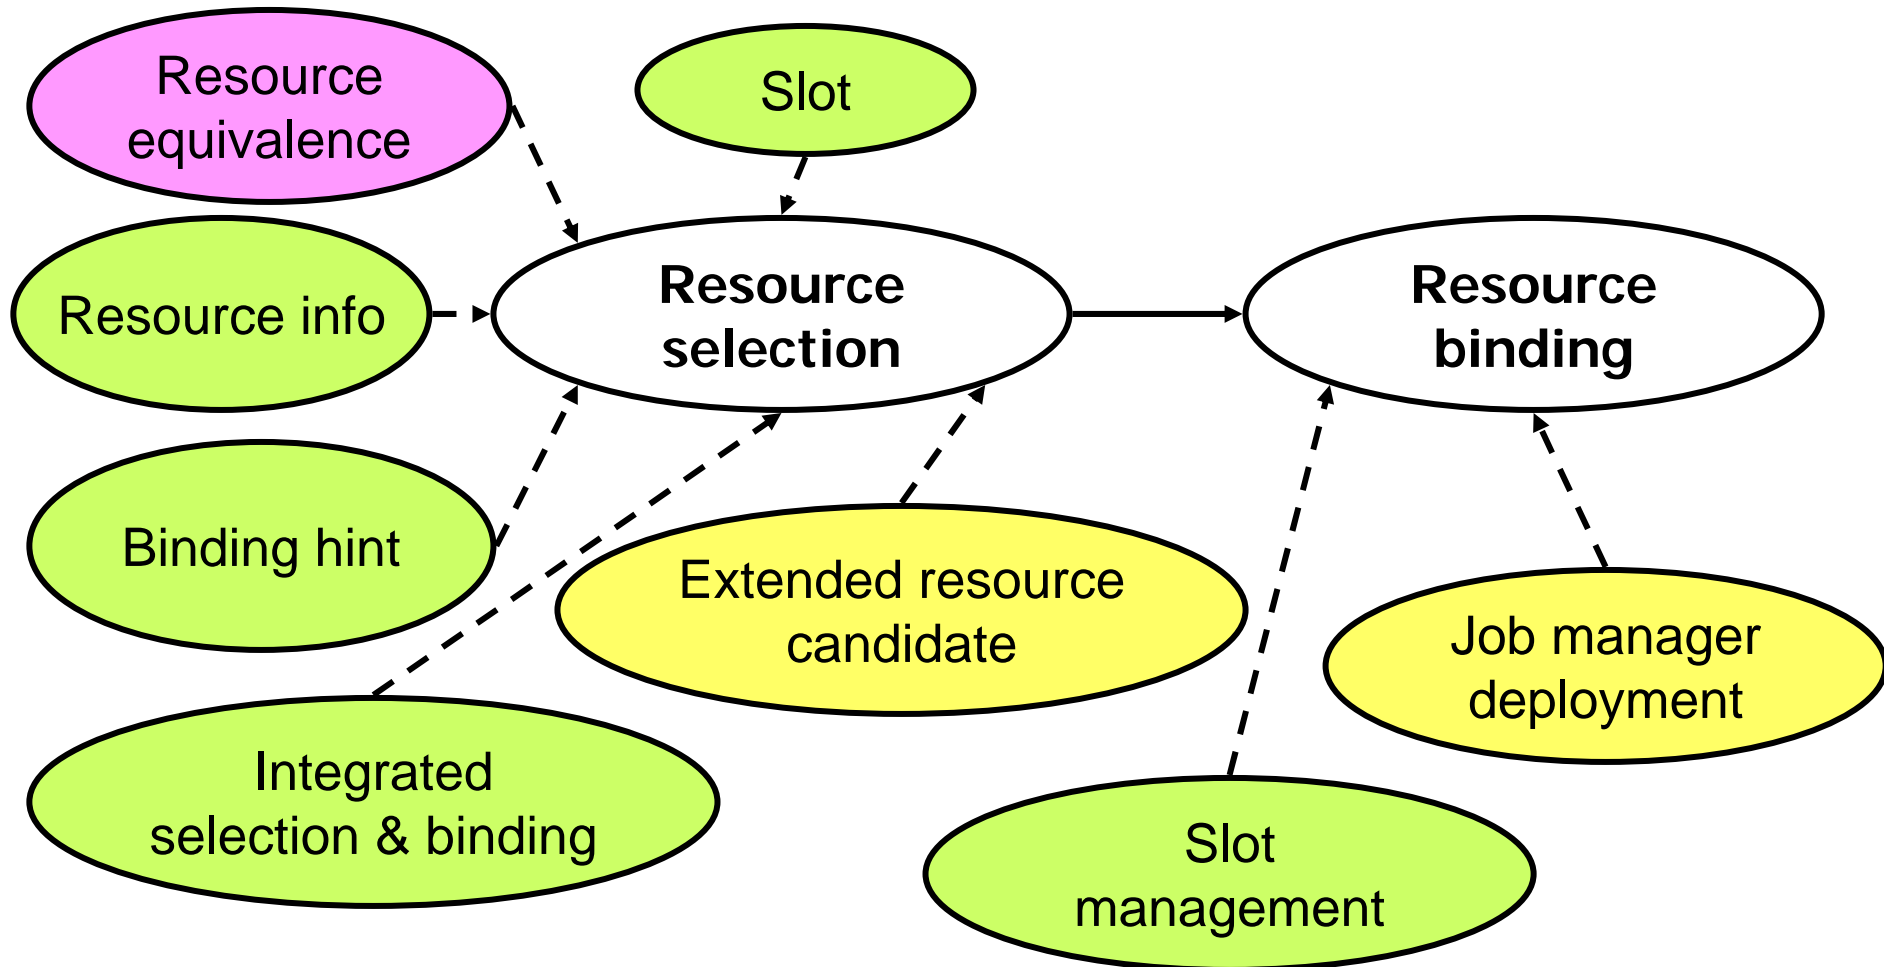 Resource
equivalence
Slot
Resource info
Resource
selection
Resource
binding
Binding hint
Extended resource
candidate
Job manager
deployment
Integrated
selection & binding
Slot
management